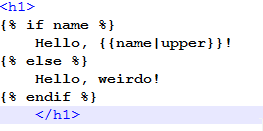 <h1>
{% if name %}
    Hello, {{name|upper}}!
{% else %}
    Hello, weirdo!
{% endif %}
    </h1>